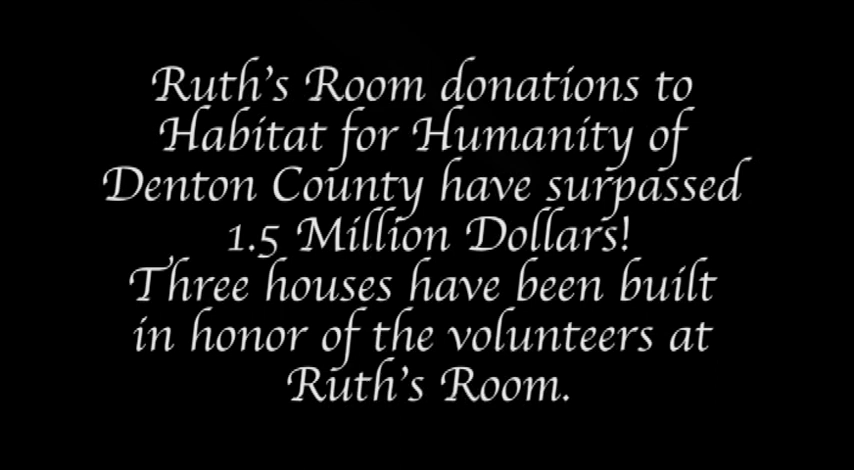 Ruth's Room donations to
Habitat for Humanity of
Denton County have surpassed
1.5 Million Dollars!
Three houses have been built
in honor of the volunteers at
Ruth's Room.